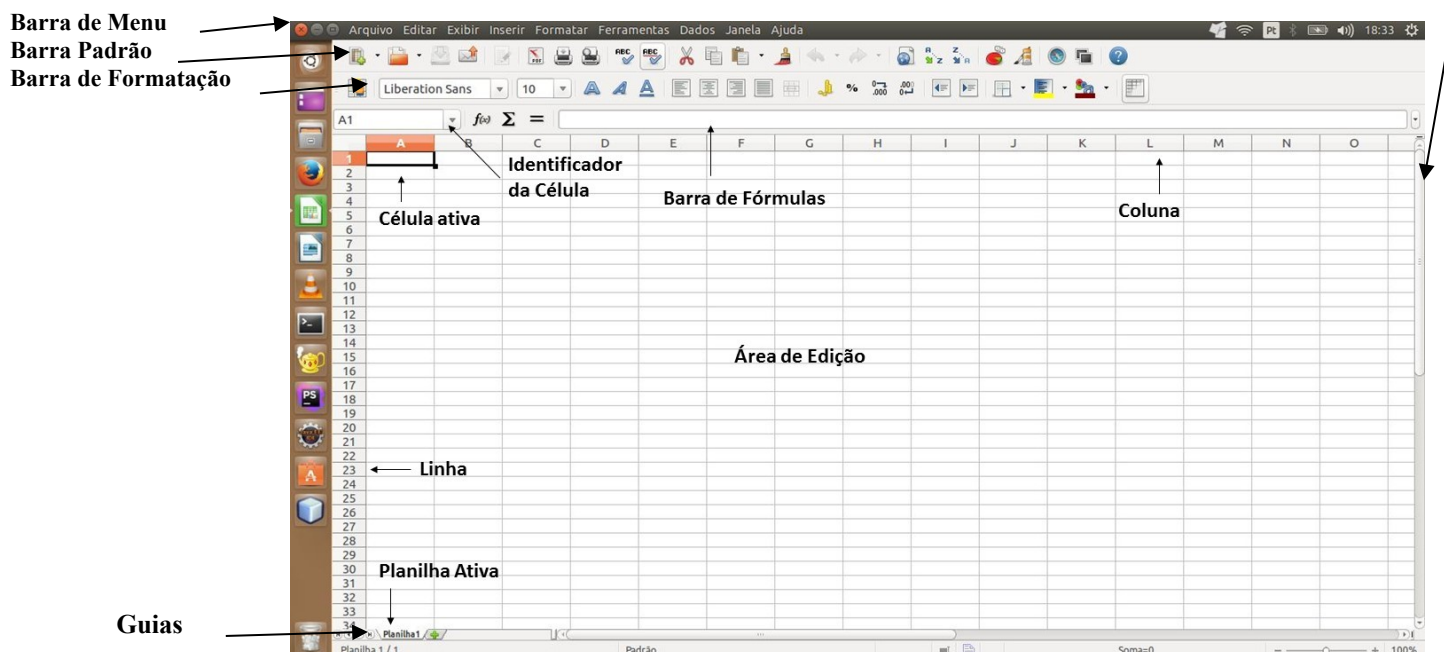 Barra de Menu
Barra Padrão
Barra de Formatação
Arquivo Editar Exibir Inserir Formatar Ferramentas Dados Janela Ajuda
Pt 18:33
Liberation Sans 10
A1 f(x) Σ =
A B C D E F G H I J K L M N O
1
2
3
4
5
6
7
8
9
10
11
12
13
14
15
16
17
18
19
20
21
22
23
24
25
26
27
28
29
30
31
32
33
34
Identificador
da Célula
Barra de Fórmulas
Célula ativa
Coluna
Área de Edição
Linha
Planilha Ativa
Guias
Planilha1
Planilha 1 / 1 Padrão Soma=0 100%